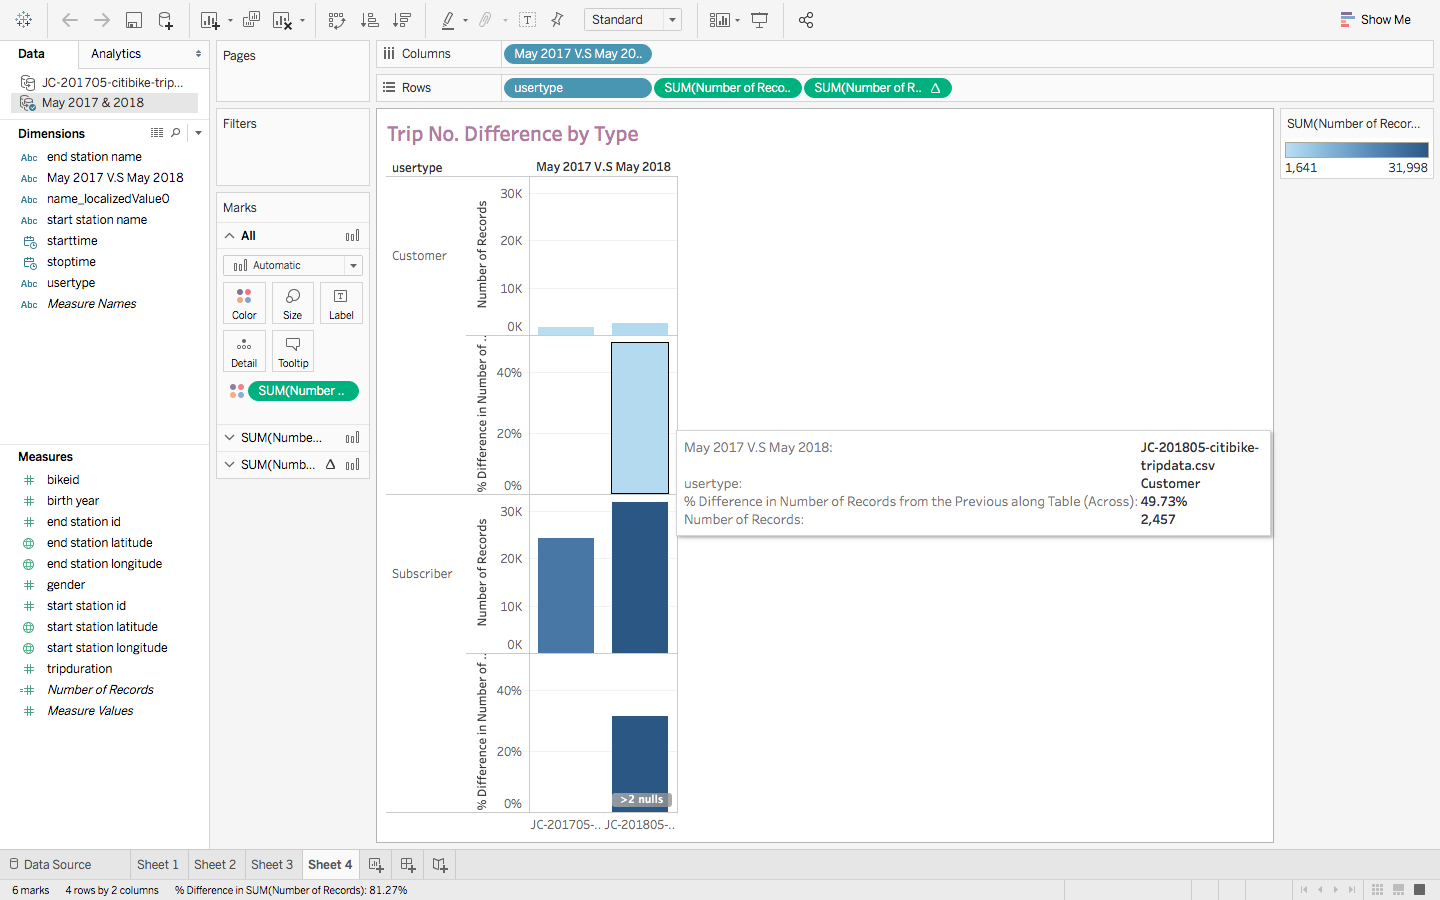 Standard
Show Me
Data
Analytics
JC-201705-citibike-trip...
May 2017 & 2018
Dimensions
Abc end station name
Abc May 2017 V.S May 2018
Abc name_localizedValue0
Abc start station name
starttime
stoptime
Abc usertype
Abc Measure Names
Measures
# bikeid
# birth year
# end station id
end station latitude
end station longitude
# gender
# start station id
start station latitude
start station longitude
# tripduration
=# Number of Records
# Measure Values
Pages
Filters
Marks
All
Automatic
Color
Size
Label
Detail
Tooltip
SUM(Number ..
SUM(Numbe...
SUM(Numb... Δ
Columns
May 2017 V.S May 20..
Rows
usertype
SUM(Number of Reco..
SUM(Number of R.. Δ
Trip No. Difference by Type
usertype
May 2017 V.S May 2018
Customer
Number of Records
30K
20K
10K
0K
% Difference in Number of ..
40%
20%
0%
Subscriber
Number of Records
30K
20K
10K
0K
% Difference in Number of ..
40%
20%
0%
>2 nulls
JC-201705-..
JC-201805-..
May 2017 V.S May 2018: JC-201805-citibike-
tripdata.csv
usertype: Customer
% Difference in Number of Records from the Previous along Table (Across): 49.73%
Number of Records: 2,457
SUM(Number of Recor...
1,641
31,998
Data Source
Sheet 1
Sheet 2
Sheet 3
Sheet 4
6 marks
4 rows by 2 columns
% Difference in SUM(Number of Records): 81.27%